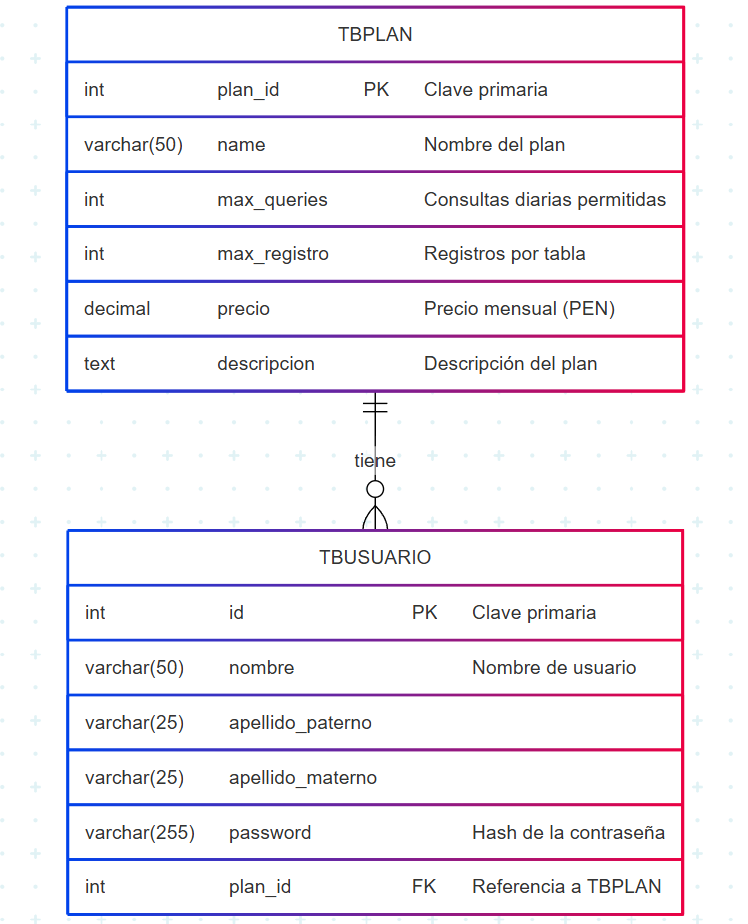 TBPLAN
int plan_id PK Clave primaria
varchar(50) name Nombre del plan
int max_queries Consultas diarias permitidas
int max_registro Registros por tabla
decimal precio Precio mensual (PEN)
text descripcion Descripción del plan
tiene
TBUSUARIO
int id PK Clave primaria
varchar(50) nombre Nombre de usuario
varchar(25) apellido_paterno
varchar(25) apellido_materno
varchar(255) password Hash de la contraseña
int plan_id FK Referencia a TBPLAN